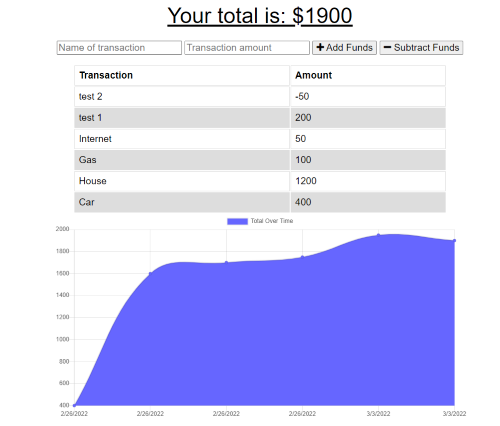 Your total is: $1900
Name of transaction Transaction amount + Add Funds − Subtract Funds
Transaction Amount
test 2 -50
test 1 200
Internet 50
Gas 100
House 1200
Car 400
Total Over Time
2000
1800
1600
1400
1200
1000
800
600
400
2/26/2022 2/26/2022 2/26/2022 2/26/2022 3/3/2022 3/3/2022